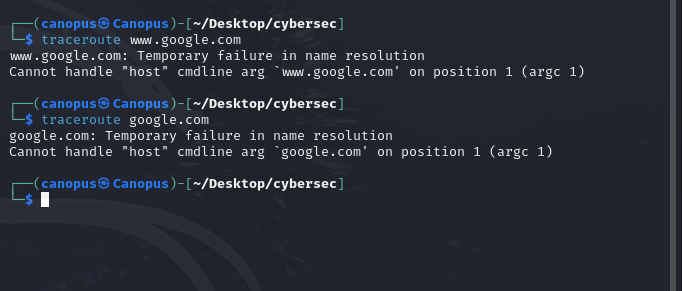 ┌──(canopus㉿Canopus)-[~/Desktop/cybersec]
└─$ traceroute www.google.com
www.google.com: Temporary failure in name resolution
Cannot handle "host" cmdline arg `www.google.com' on position 1 (argc 1)
┌──(canopus㉿Canopus)-[~/Desktop/cybersec]
└─$ traceroute google.com
google.com: Temporary failure in name resolution
Cannot handle "host" cmdline arg `google.com' on position 1 (argc 1)
┌──(canopus㉿Canopus)-[~/Desktop/cybersec]
└─$